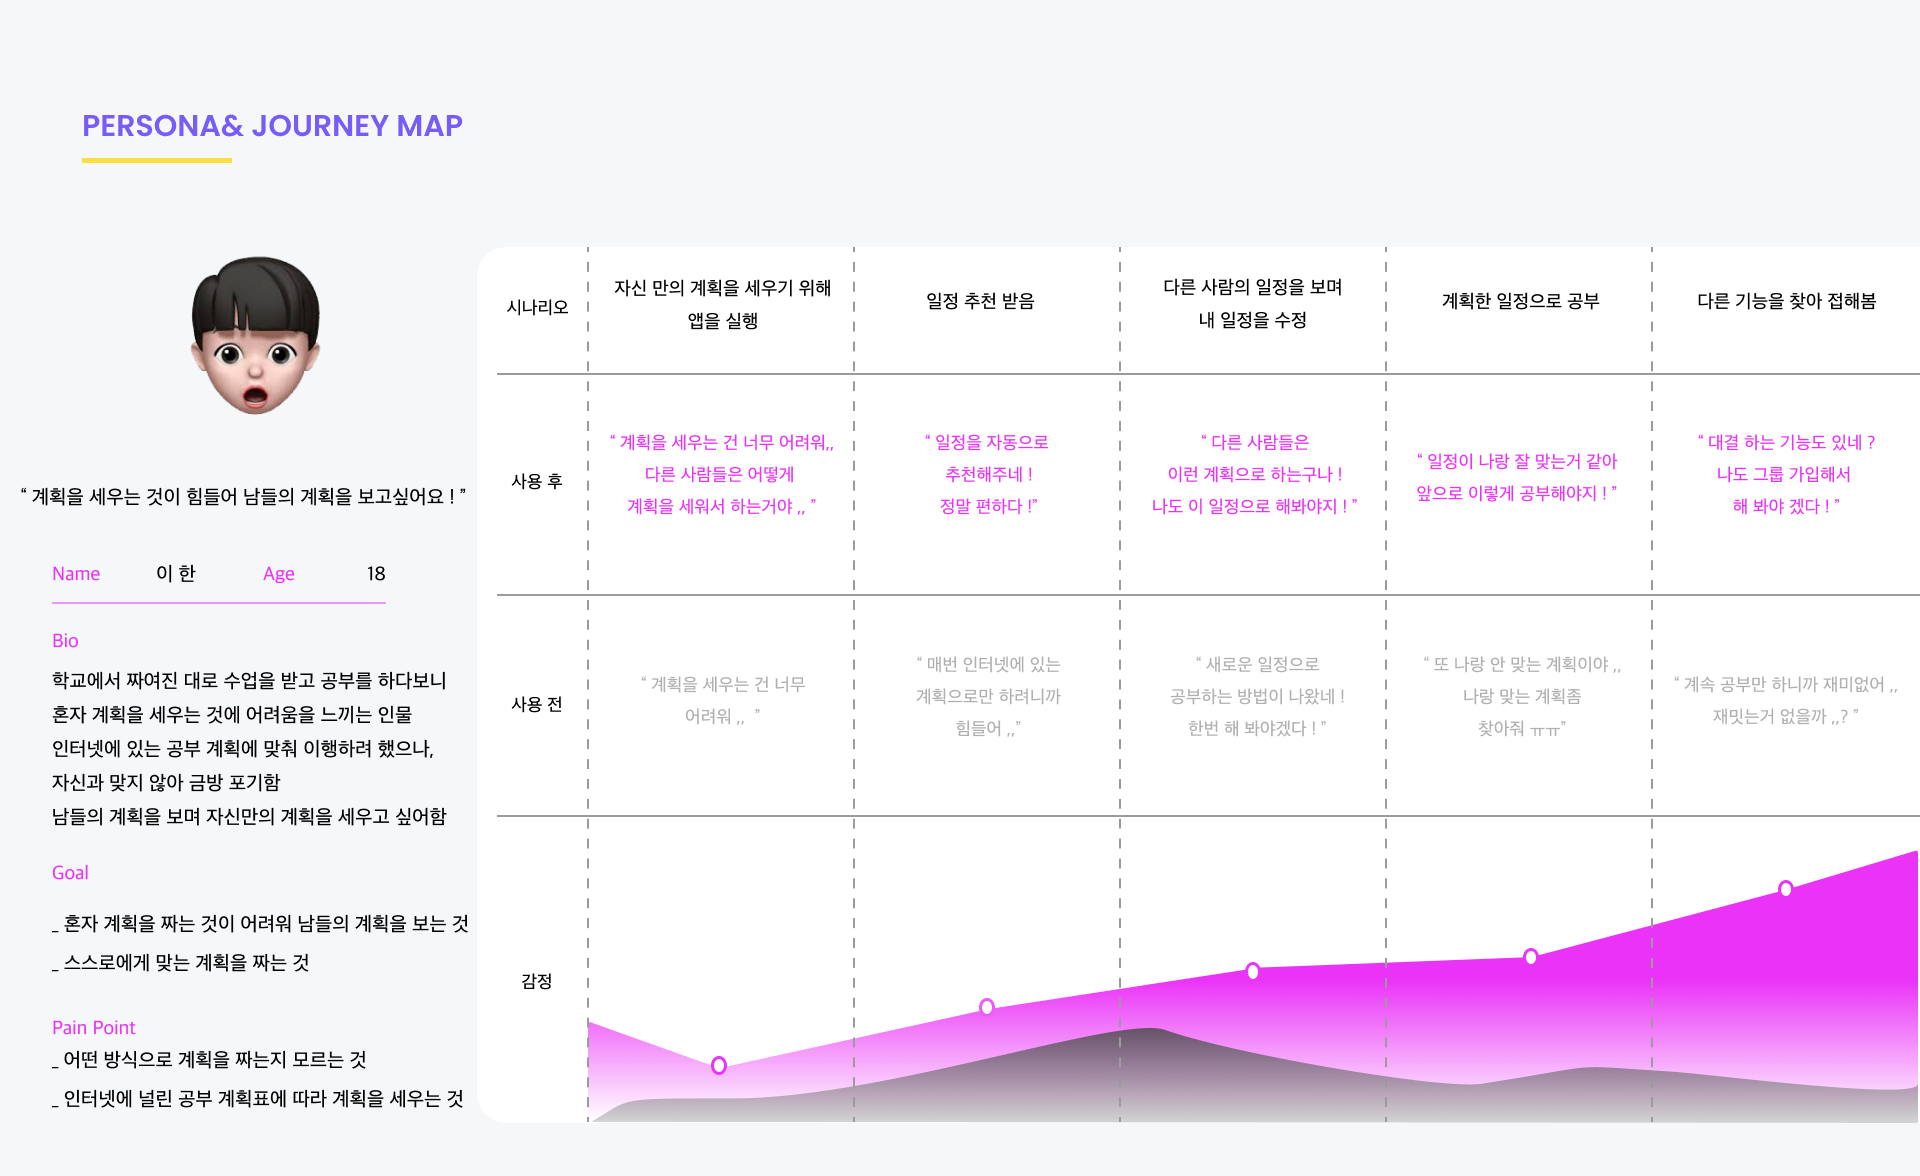 PERSONA& JOURNEY MAP
“ 계획을 세우는 것이 힘들어 남들의 계획을 보고싶어요 ! ”
Name 이 한 Age 18
Bio
학교에서 짜여진 대로 수업을 받고 공부를 하다보니
혼자 계획을 세우는 것에 어려움을 느끼는 인물
인터넷에 있는 공부 계획에 맞춰 이행하려 했으나,
자신과 맞지 않아 금방 포기함
남들의 계획을 보며 자신만의 계획을 세우고 싶어함
Goal
_ 혼자 계획을 짜는 것이 어려워 남들의 계획을 보는 것
_ 스스로에게 맞는 계획을 짜는 것
Pain Point
_ 어떤 방식으로 계획을 짜는지 모르는 것
_ 인터넷에 널린 공부 계획표에 따라 계획을 세우는 것
시나리오
자신 만의 계획을 세우기 위해
앱을 실행
일정 추천 받음
다른 사람의 일정을 보며
내 일정을 수정
계획한 일정으로 공부
다른 기능을 찾아 접해봄
사용 후
“ 계획을 세우는 건 너무 어려워,,
다른 사람들은 어떻게
계획을 세워서 하는거야 ,, ”
“ 일정을 자동으로
추천해주네 !
정말 편하다 !”
“ 다른 사람들은
이런 계획으로 하는구나 !
나도 이 일정으로 해봐야지 ! ”
“ 일정이 나랑 잘 맞는거 같아
앞으로 이렇게 공부해야지 ! ”
“ 대결 하는 기능도 있네 ?
나도 그룹 가입해서
해 봐야 겠다 ! ”
사용 전
“ 계획을 세우는 건 너무
어려워 ,, ”
“ 매번 인터넷에 있는
계획으로만 하려니까
힘들어 ,,”
“ 새로운 일정으로
공부하는 방법이 나왔네 !
한번 해 봐야겠다 ! ”
“ 또 나랑 안 맞는 계획이야 ,,
나랑 맞는 계획좀
찾아줘 ㅠㅠ”
“ 계속 공부만 하니까 재미없어 ,,
재밋는거 없을까 ,,? ”
감정